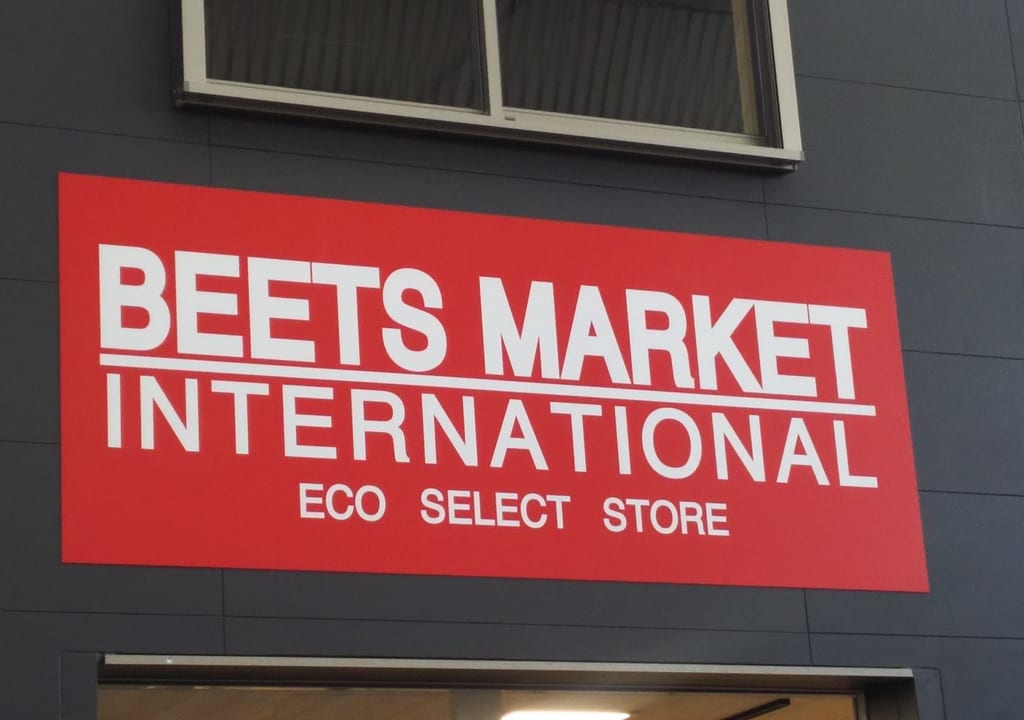 BEETS MARKET
INTERNATIONAL
ECO SELECT STORE